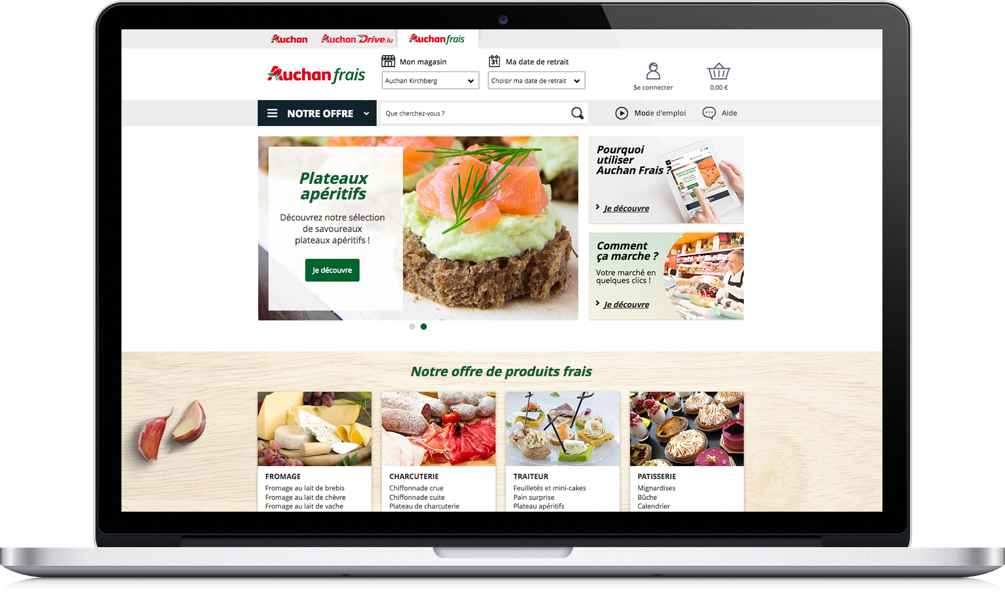 Auchan
Auchan Drive.lu
Auchan frais
Auchan frais
Mon magasin
Auchan Kirchberg
31
Ma date de retrait
Choisir ma date de retrait
Se connecter
0,00 €
NOTRE OFFRE
Que cherchez-vous ?
Mode d'emploi
Aide
Plateaux
apéritifs
Découvrez notre sélection
de savoureaux
plateaux apéritifs !
Je découvre
Pourquoi
utiliser
Auchan Frais ?
Je découvre
Comment
ça marche ?
Votre marché en
quelques clics !
Je découvre
Notre offre de produits frais
FROMAGE
Fromage au lait de brebis
Fromage au lait de chèvre
Fromage au lait de vache
CHARCUTERIE
Chiffonnade crue
Chiffonnade cuite
Plateau de charcuterie
TRAITEUR
Feuilletés et mini-cakes
Pain surprise
Plateau apéritifs
PATISSERIE
Mignardises
Bûche
Calendrier